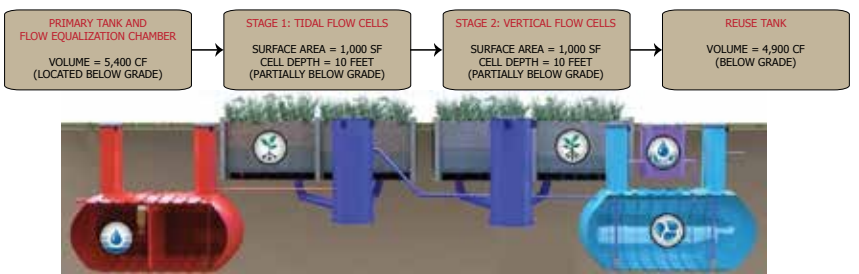 PRIMARY TANK AND
FLOW EQUALIZATION CHAMBER
VOLUME = 5,400 CF
(LOCATED BELOW GRADE)
STAGE 1: TIDAL FLOW CELLS
SURFACE AREA = 1,000 SF
CELL DEPTH = 10 FEET
(PARTIALLY BELOW GRADE)
STAGE 2: VERTICAL FLOW CELLS
SURFACE AREA = 1,000 SF
CELL DEPTH = 10 FEET
(PARTIALLY BELOW GRADE)
REUSE TANK
VOLUME = 4,900 CF
(BELOW GRADE)